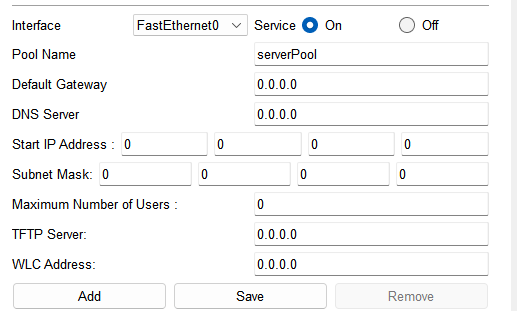 Interface FastEthernet0 Service On Off
Pool Name serverPool
Default Gateway 0.0.0.0
DNS Server 0.0.0.0
Start IP Address : 0 0 0 0
Subnet Mask: 0 0 0 0
Maximum Number of Users : 0
TFTP Server: 0.0.0.0
WLC Address: 0.0.0.0
Add Save Remove